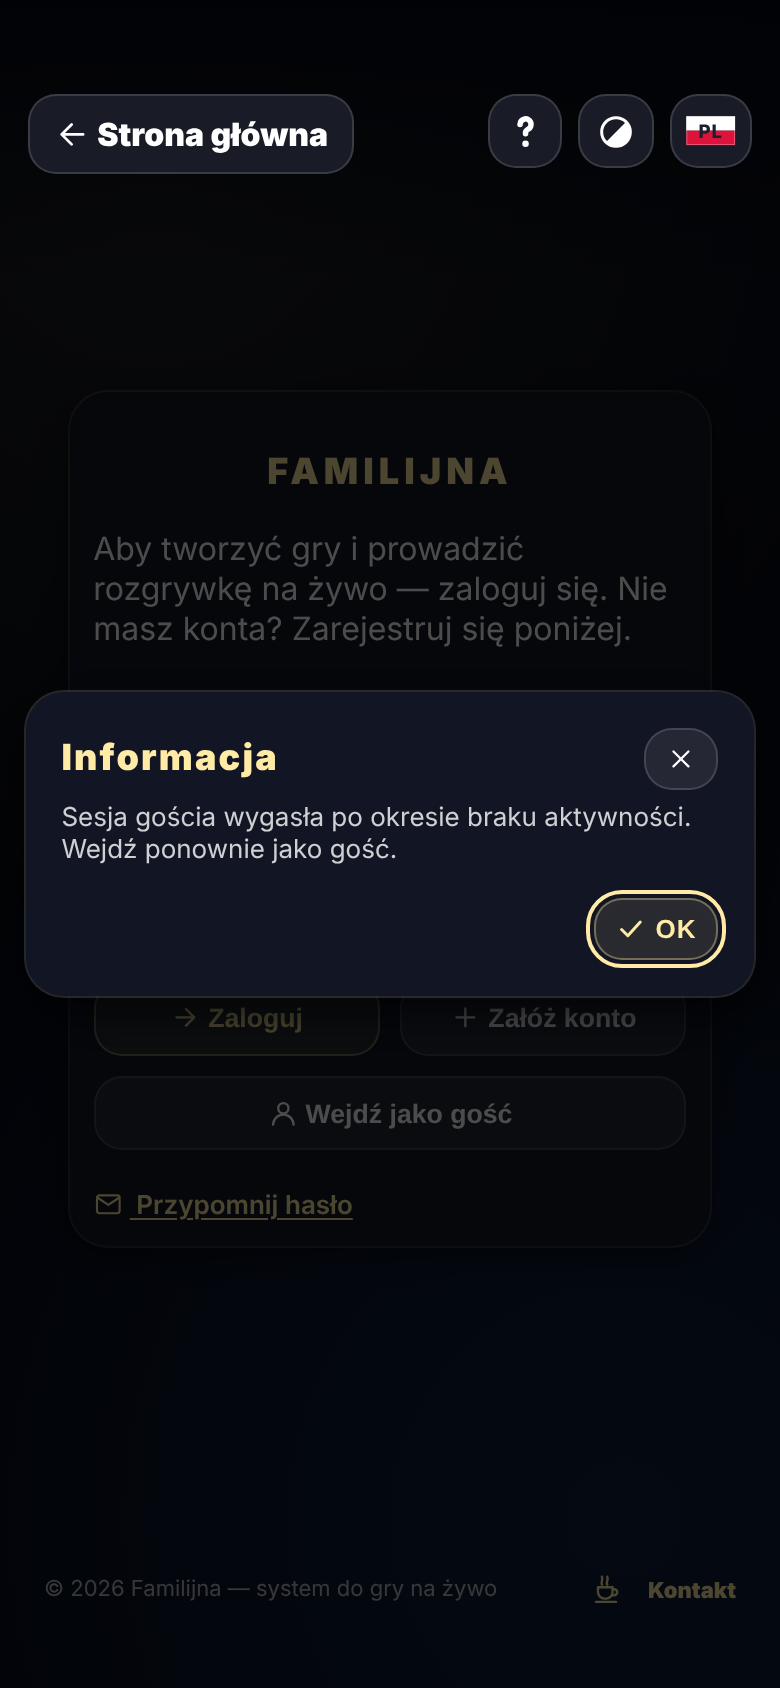 Strona główna
?
PL
FAMILIJNA
Aby tworzyć gry i prowadzić
rozgrywkę na żywo — zaloguj się. Nie
masz konta? Zarejestruj się poniżej.
Informacja
Sesja gościa wygasła po okresie braku aktywności.
Wejdź ponownie jako gość.
OK
Zaloguj
Załóż konto
Wejdź jako gość
Przypomnij hasło
© 2026 Familijna — system do gry na żywo
Kontakt